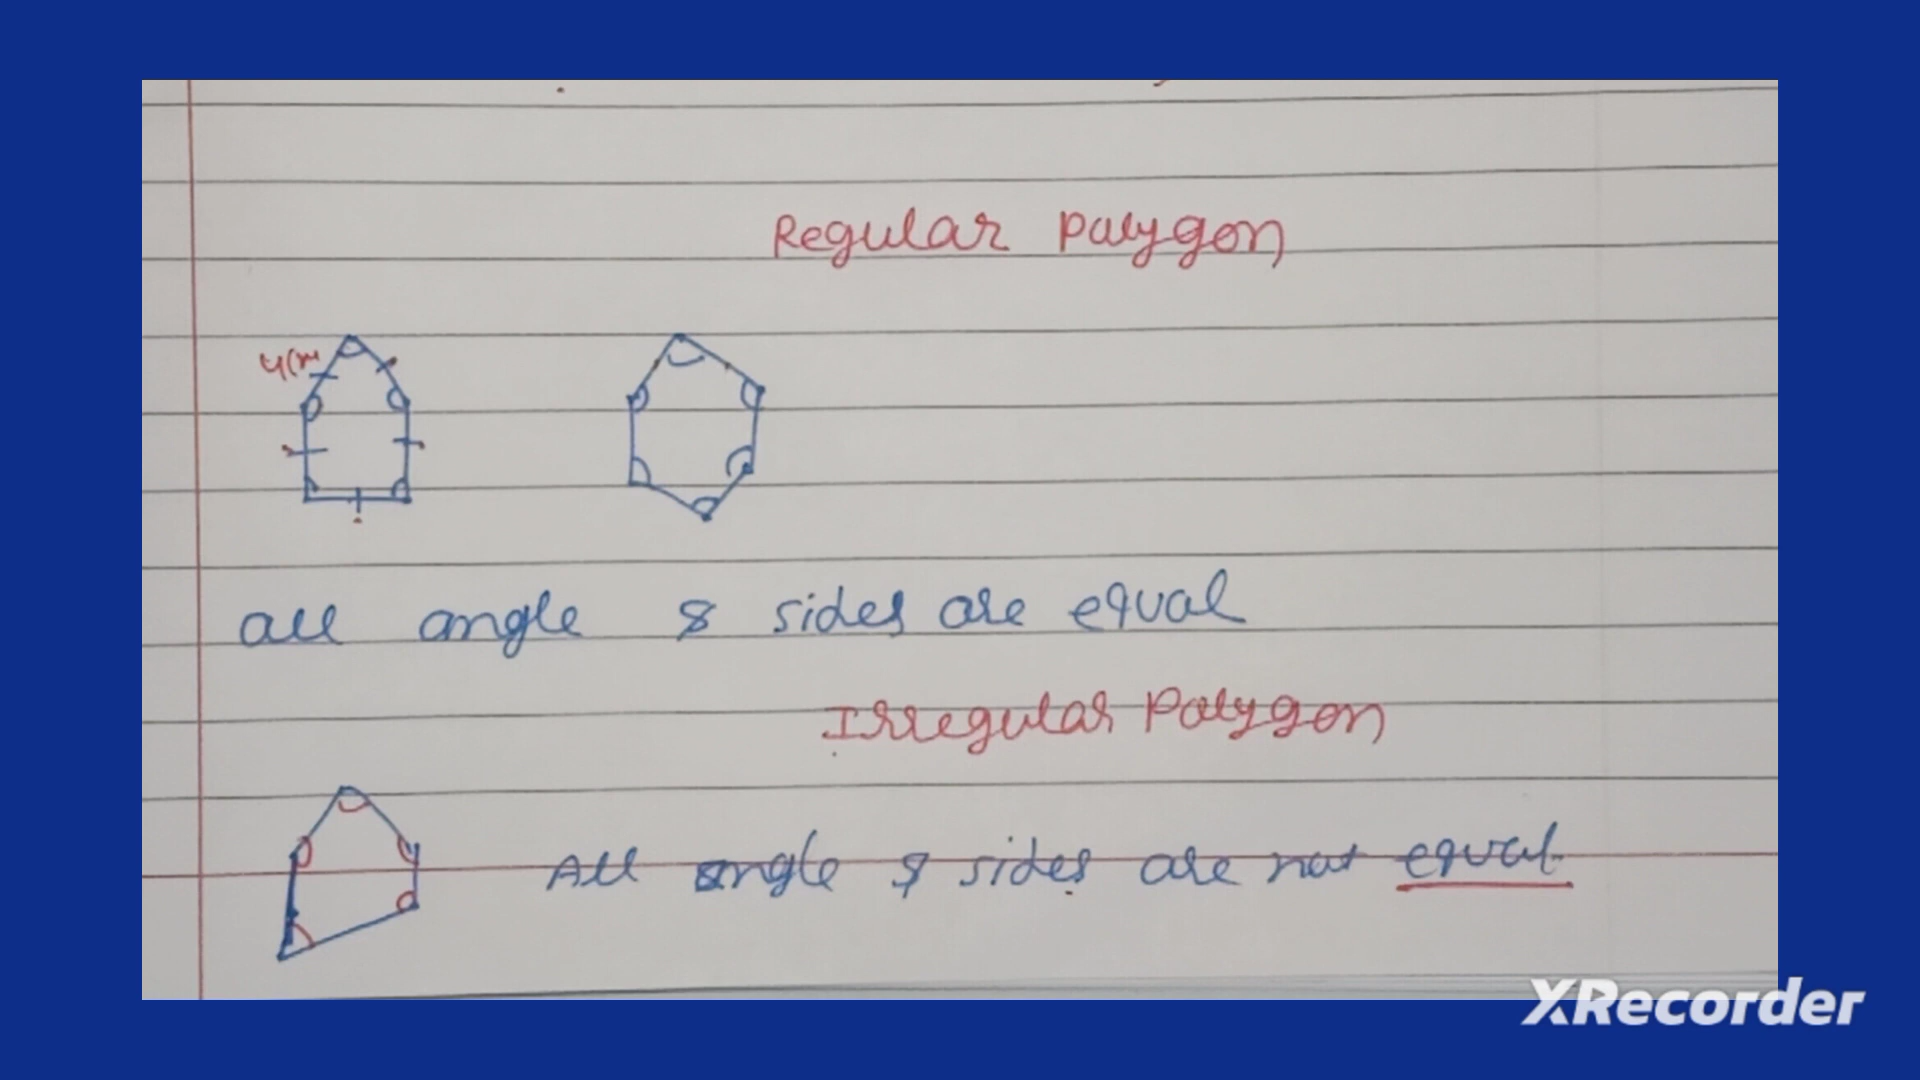 Regular Polygon
4cm
all angle & sides are equal
Irregular Polygon
All angle & sides are not equal
XRecorder